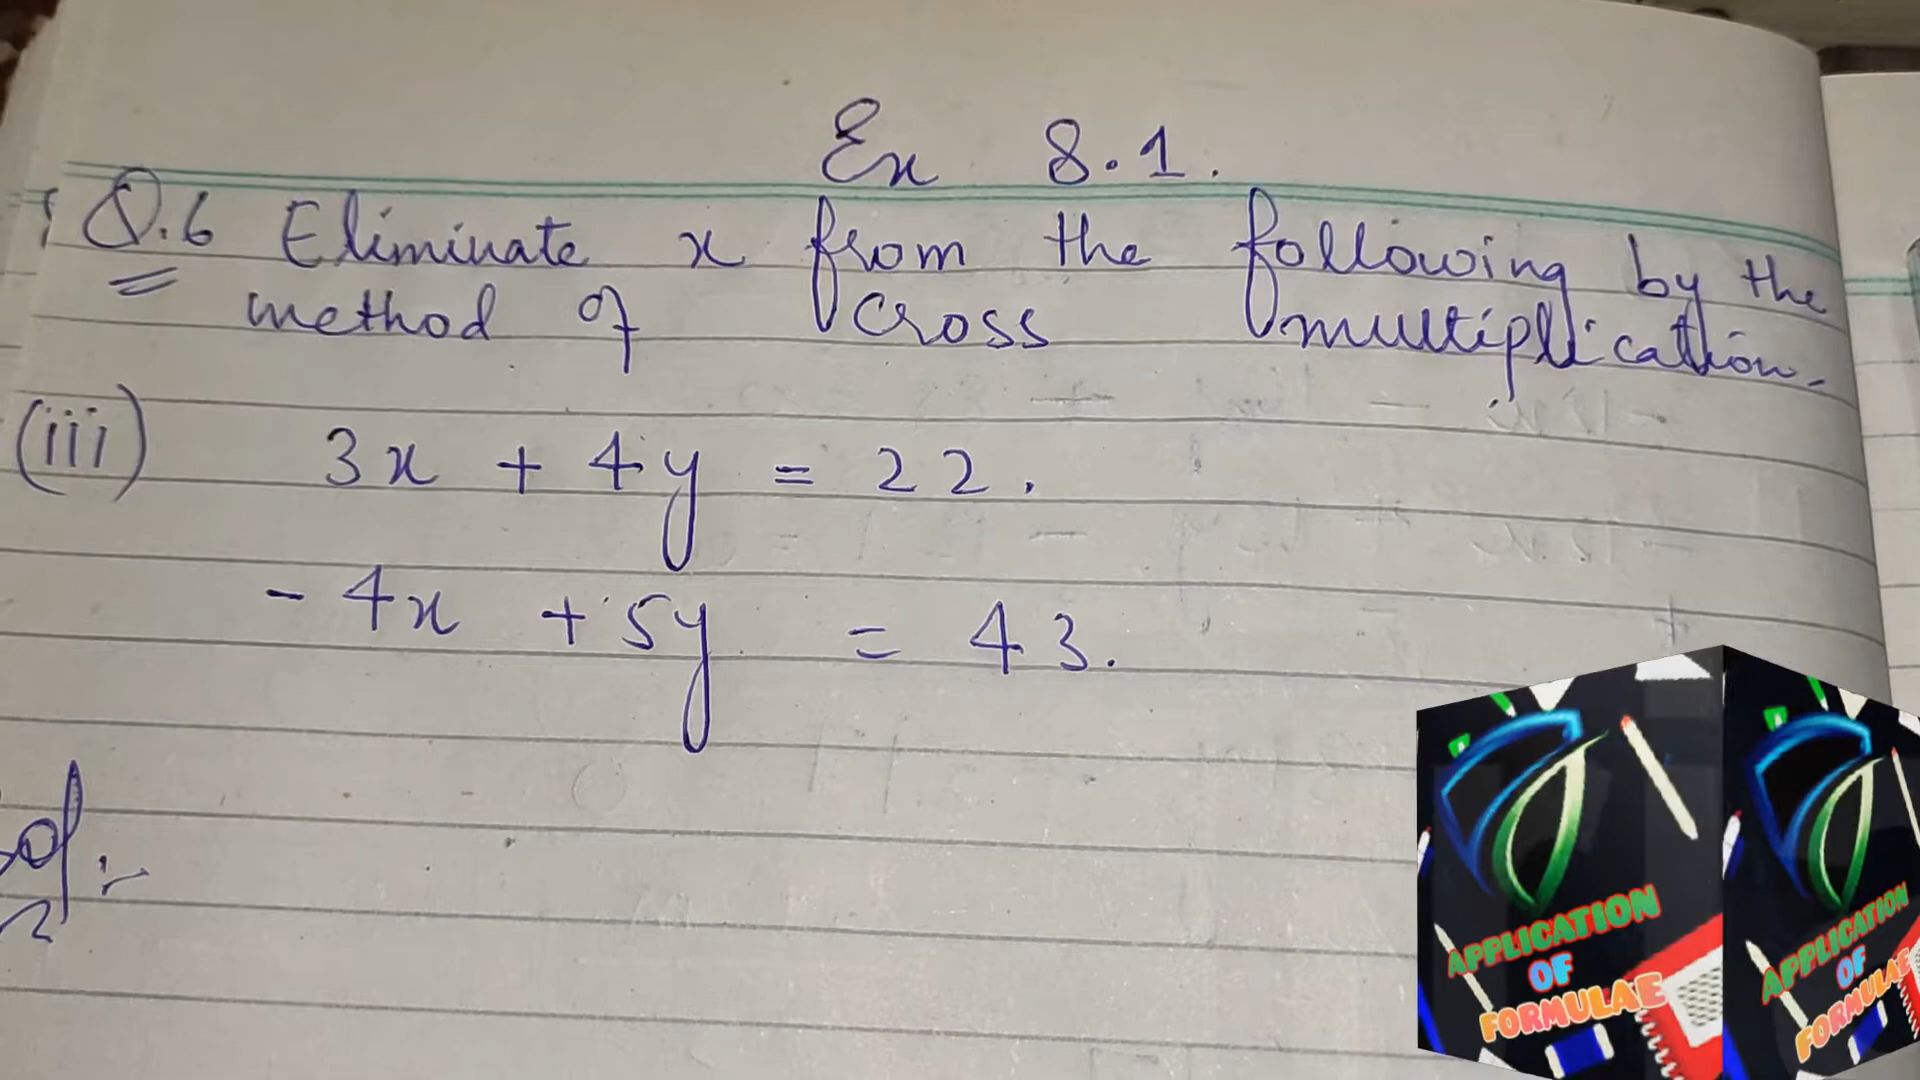 Ex 8.1.
Q.6 Eliminate x from the following by the
method of cross multiplication.
(iii) 3x + 4y = 22.
- 4x + 5y = 43.
Sol:-
APPLICATION
OF
FORMULAE
APPLICATION
OF
FORMULAE